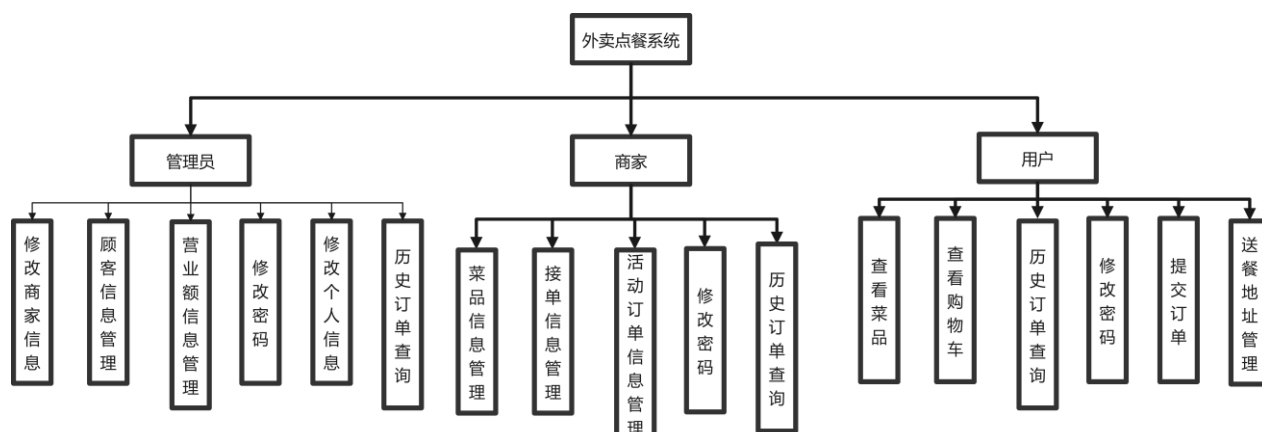 外卖点餐系统
管理员
商家
用户
修改商家信息
顾客信息管理
营业额信息管理
修改密码
修改个人信息
历史订单查询
菜品信息管理
接单信息管理
活动订单信息管理
修改密码
历史订单查询
查看菜品
查看购物车
历史订单查询
修改密码
提交订单
送餐地址管理